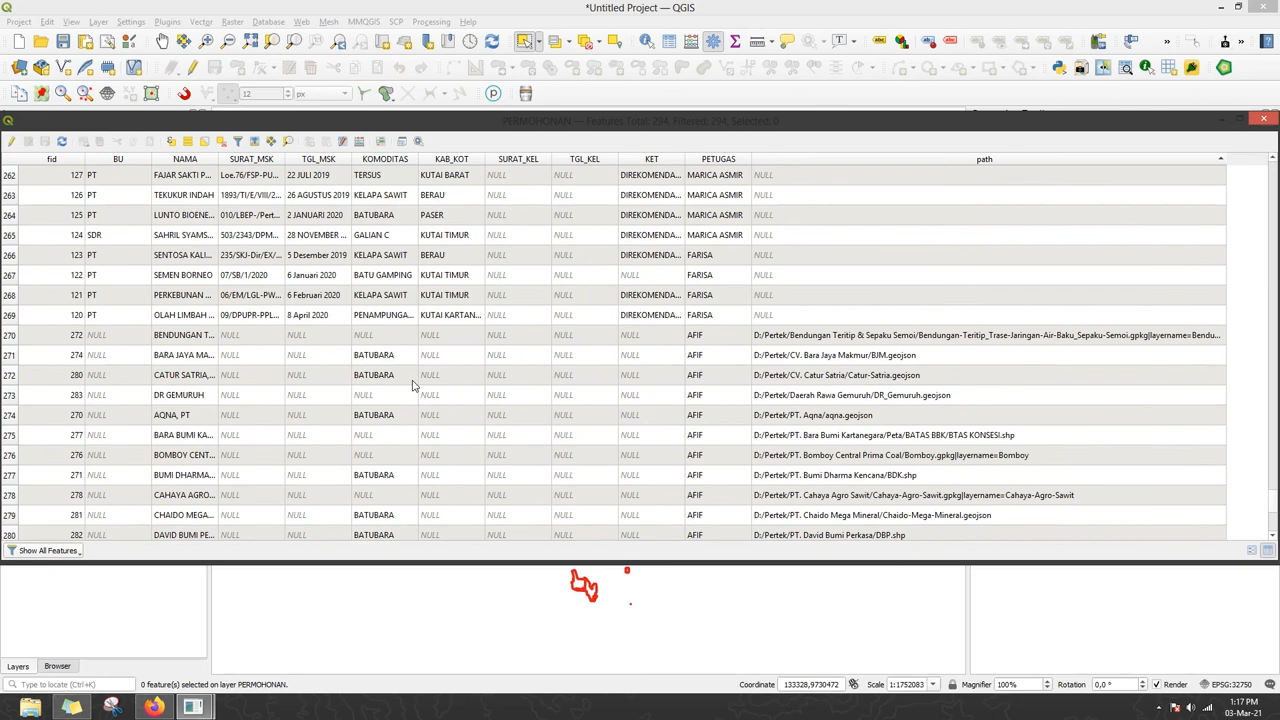 *Untitled Project — QGIS
Project Edit View Layer Settings Plugins Vector Raster Database Web Mesh MMQGIS SCP Processing Help
12 px
PERMOHONAN — Features Total: 294, Filtered: 294, Selected: 0
fid BU NAMA SURAT_MSK TGL_MSK KOMODITAS KAB_KOT SURAT_KEL TGL_KEL KET PETUGAS path
262 127 PT FAJAR SAKTI P... Loe.76/FSP-PU... 22 JULI 2019 TERSUS KUTAI BARAT NULL NULL DIREKOMENDA... MARICA ASMIR NULL
263 126 PT TEKUKUR INDAH 1893/TI/E/VIII/2... 26 AGUSTUS 2019 KELAPA SAWIT BERAU NULL NULL DIREKOMENDA... MARICA ASMIR NULL
264 125 PT LUNTO BIOENE... 010/LBEP-/Pert... 2 JANUARI 2020 BATUBARA PASER NULL NULL DIREKOMENDA... MARICA ASMIR NULL
265 124 SDR SAHRIL SYAMS... 503/2343/DPM... 28 NOVEMBER ... GALIAN C KUTAI TIMUR NULL NULL DIREKOMENDA... MARICA ASMIR NULL
266 123 PT SENTOSA KALI... 235/SKJ-Dir/EX/... 5 Desember 2019 KELAPA SAWIT BERAU NULL NULL DIREKOMENDA... FARISA NULL
267 122 PT SEMEN BORNEO 07/SB/1/2020 6 Januari 2020 BATU GAMPING KUTAI TIMUR NULL NULL NULL FARISA NULL
268 121 PT PERKEBUNAN ... 06/EM/LGL-PW... 6 Februari 2020 KELAPA SAWIT KUTAI TIMUR NULL NULL DIREKOMENDA... FARISA NULL
269 120 PT OLAH LIMBAH ... 09/DPUPR-PPL... 8 April 2020 PENAMPUNGA... KUTAI KARTAN... NULL NULL DIREKOMENDA... FARISA NULL
270 272 NULL BENDUNGAN T... NULL NULL NULL NULL NULL NULL NULL AFIF D:/Pertek/Bendungan Teritip & Sepaku Semoi/Bendungan-Teritip_Trase-Jaringan-Air-Baku_Sepaku-Semoi.gpkg|layername=Bendu...
271 274 NULL BARA JAYA MA... NULL NULL BATUBARA NULL NULL NULL NULL AFIF D:/Pertek/CV. Bara Jaya Makmur/BJM.geojson
272 280 NULL CATUR SATRIA,... NULL NULL BATUBARA NULL NULL NULL NULL AFIF D:/Pertek/CV. Catur Satria/Catur-Satria.geojson
273 283 NULL DR GEMURUH NULL NULL NULL NULL NULL NULL NULL AFIF D:/Pertek/Daerah Rawa Gemuruh/DR_Gemuruh.geojson
274 270 NULL AQNA, PT NULL NULL BATUBARA NULL NULL NULL NULL AFIF D:/Pertek/PT. Aqna/aqna.geojson
275 277 NULL BARA BUMI KA... NULL NULL NULL NULL NULL NULL NULL AFIF D:/Pertek/PT. Bara Bumi Kartanegara/Peta/BATAS BBK/BTAS KONSESI.shp
276 276 NULL BOMBOY CENT... NULL NULL NULL NULL NULL NULL NULL AFIF D:/Pertek/PT. Bomboy Central Prima Coal/Bomboy.gpkg|layername=Bomboy
277 271 NULL BUMI DHARMA... NULL NULL BATUBARA NULL NULL NULL NULL AFIF D:/Pertek/PT. Bumi Dharma Kencana/BDK.shp
278 278 NULL CAHAYA AGRO... NULL NULL NULL NULL NULL NULL NULL AFIF D:/Pertek/PT. Cahaya Agro Sawit/Cahaya-Agro-Sawit.gpkg|layername=Cahaya-Agro-Sawit
279 281 NULL CHAIDO MEGA... NULL NULL BATUBARA NULL NULL NULL NULL AFIF D:/Pertek/PT. Chaido Mega Mineral/Chaido-Mega-Mineral.geojson
280 282 NULL DAVID BUMI PE... NULL NULL BATUBARA NULL NULL NULL NULL AFIF D:/Pertek/PT. David Bumi Perkasa/DBP.shp
Show All Features
Layers Browser
Type to locate (Ctrl+K) 0 feature(s) selected on layer PERMOHONAN. Coordinate 133328,9730472 Scale 1:1752083 Magnifier 100% Rotation 0,0 ° Render EPSG:32750
1:17 PM
03-Mar-21